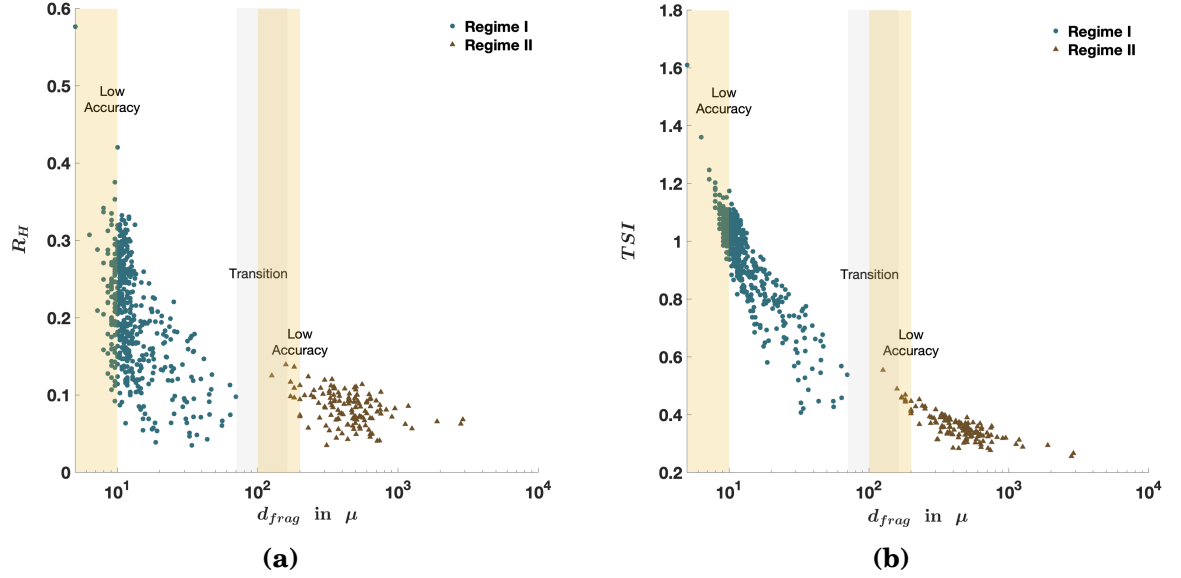 0.6
0.5
0.4
0.3
0.2
0.1
0
R_H
Regime I
Regime II
Low
Accuracy
Transition
Low
Accuracy
10^1
10^2
10^3
10^4
d_frag in μ
(a)
1.8
1.6
1.4
1.2
1
0.8
0.6
0.4
0.2
TSI
Regime I
Regime II
Low
Accuracy
Transition
Low
Accuracy
10^1
10^2
10^3
10^4
d_frag in μ
(b)